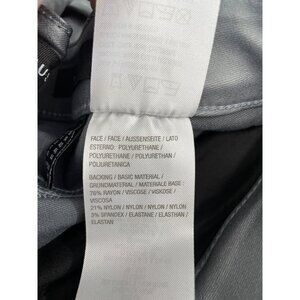 FACE / FACE / AUSSENSEITE / LATO
ESTERNO: POLYURETHANE /
POLYURETHANE / POLYURETHAN /
POLIURETANICA
BACKING / BASIC MATERIAL /
GRUNDMATERIAL / MATERIALE BASE :
76% RAYON / VISCOSE / VISKOSE /
VISCOSA
21% NYLON / NYLON / NYLON / NYLON
3% SPANDEX / ELASTANE / ELASTHAN /
ELASTAN